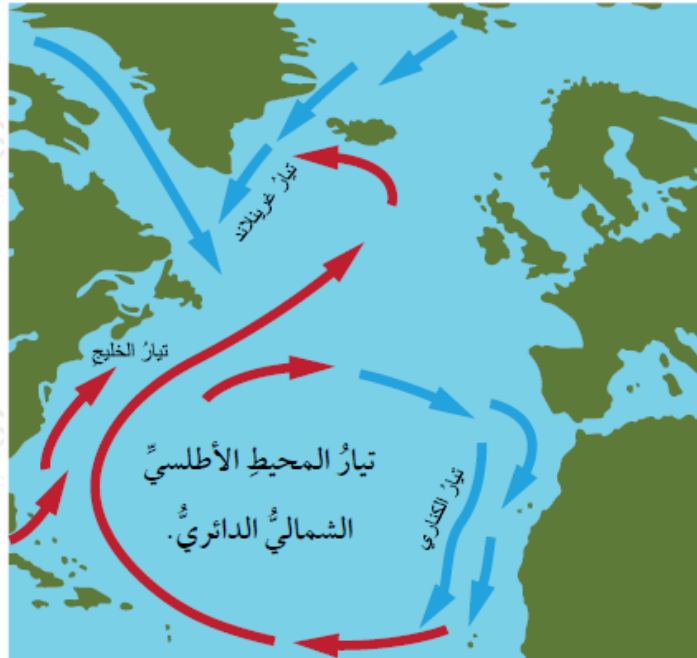 تيارُ غرينلاند
تيارُ الخليجِ
تيارُ المحيطِ الأطلسيِّ
الشماليُّ الدائريُّ.
تيارُ الكناري